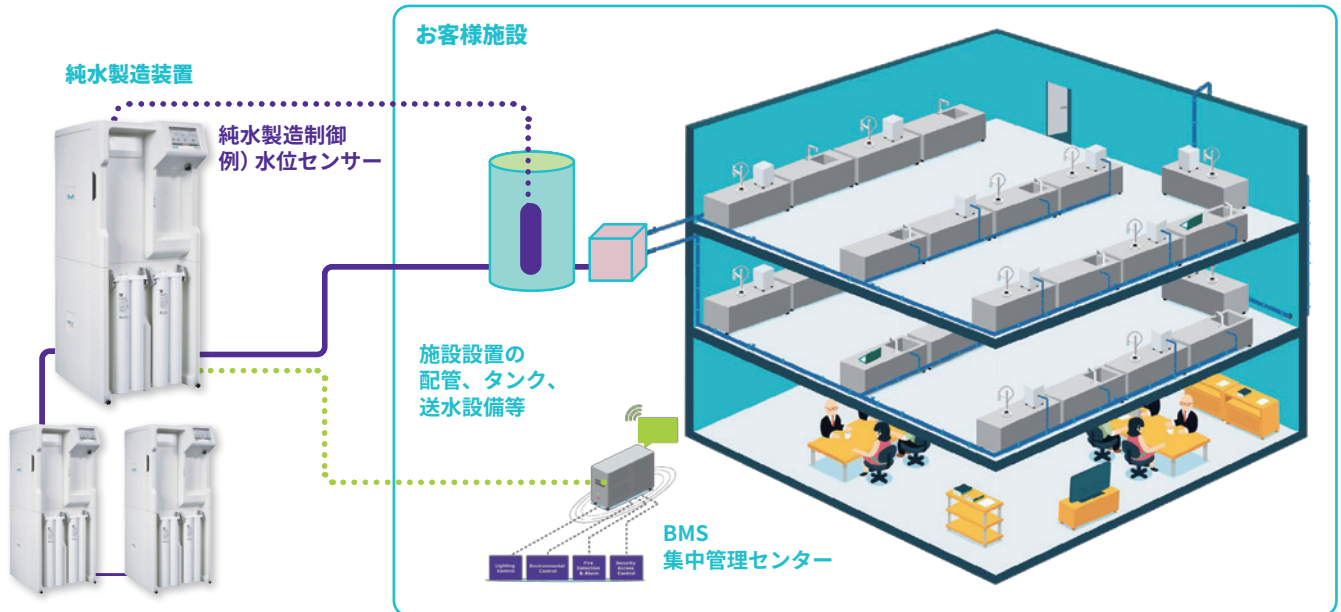 お客様施設
純水製造装置
純水製造制御
例）水位センサー
施設設置の
配管、タンク、
送水設備等
BMS
集中管理センター
Lighting
Control
Environmental
Control
Fire
Detection
& Alarm
Security
Access
Control